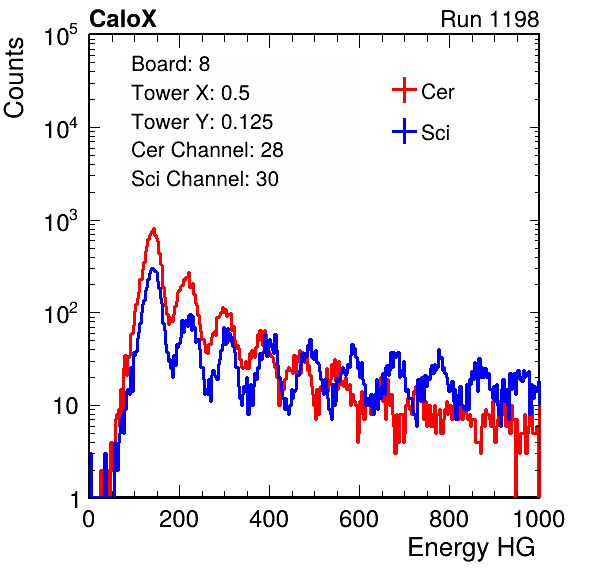 CaloX Run 1198
Counts
10^5
10^4
10^3
10^2
10
1
Board: 8
Tower X: 0.5
Tower Y: 0.125
Cer Channel: 28
Sci Channel: 30
Cer
Sci
0 200 400 600 800 1000
Energy HG